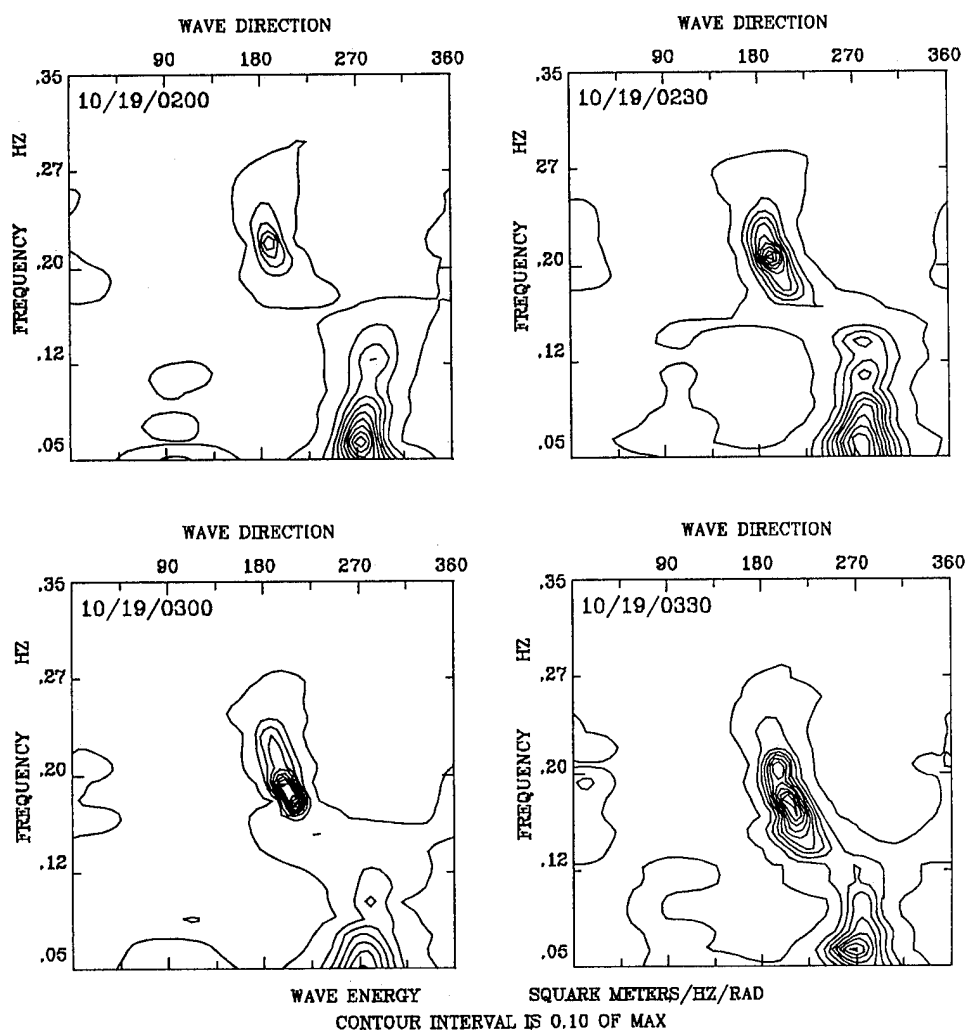 WAVE DIRECTION
90 180 270 360
.35
10/19/0200
HZ
.27
FREQUENCY
.20
.12
.05
WAVE DIRECTION
90 180 270 360
.35
10/19/0230
HZ
.27
FREQUENCY
.20
.12
.05
WAVE DIRECTION
90 180 270 360
.35
10/19/0300
HZ
.27
FREQUENCY
.20
.12
.05
WAVE DIRECTION
90 180 270 360
.35
10/19/0330
HZ
.27
FREQUENCY
.20
.12
.05
WAVE ENERGY SQUARE METERS/HZ/RAD
CONTOUR INTERVAL IS 0.10 OF MAX